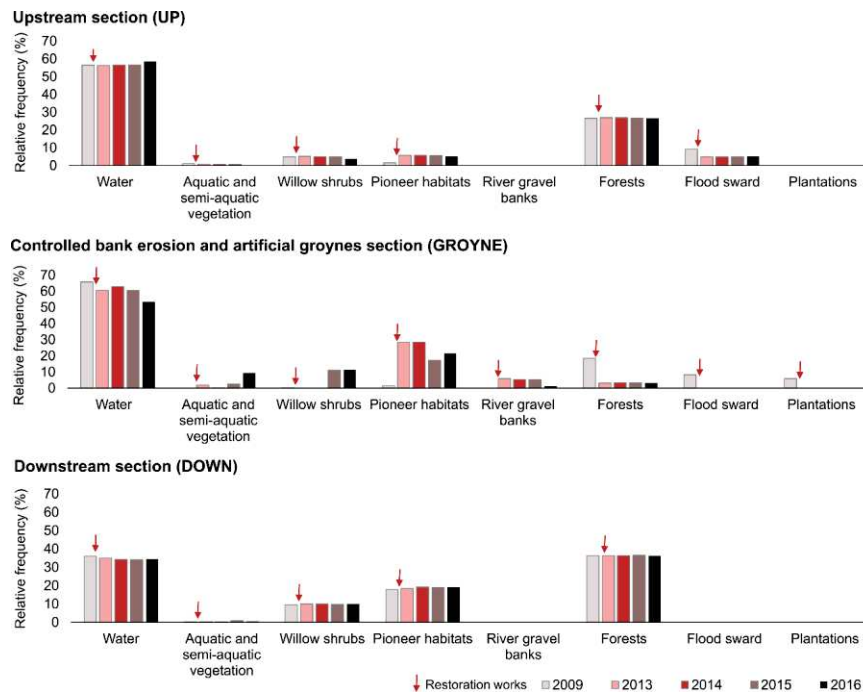 Upstream section (UP)
Relative frequency (%)
70
60
50
40
30
20
10
0
Water
Aquatic and
semi-aquatic
vegetation
Willow shrubs
Pioneer habitats
River gravel
banks
Forests
Flood sward
Plantations
Controlled bank erosion and artificial groynes section (GROYNE)
Relative frequency (%)
70
60
50
40
30
20
10
0
Water
Aquatic and
semi-aquatic
vegetation
Willow shrubs
Pioneer habitats
River gravel
banks
Forests
Flood sward
Plantations
Downstream section (DOWN)
Relative frequency (%)
70
60
50
40
30
20
10
0
Water
Aquatic and
semi-aquatic
vegetation
Willow shrubs
Pioneer habitats
River gravel
banks
Forests
Flood sward
Plantations
Restoration works 2009 2013 2014 2015 2016